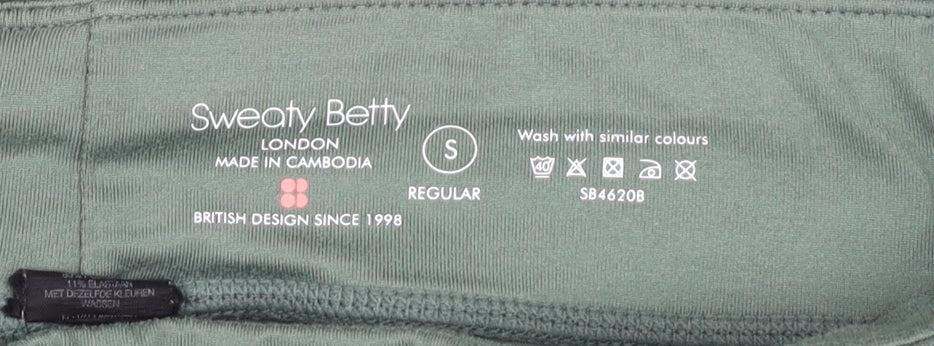 Sweaty Betty
LONDON
MADE IN CAMBODIA
BRITISH DESIGN SINCE 1998
S
REGULAR
Wash with similar colours
40
SB4620B
11% ELASTAAN
MET DEZELFDE KLEUREN
WASSEN